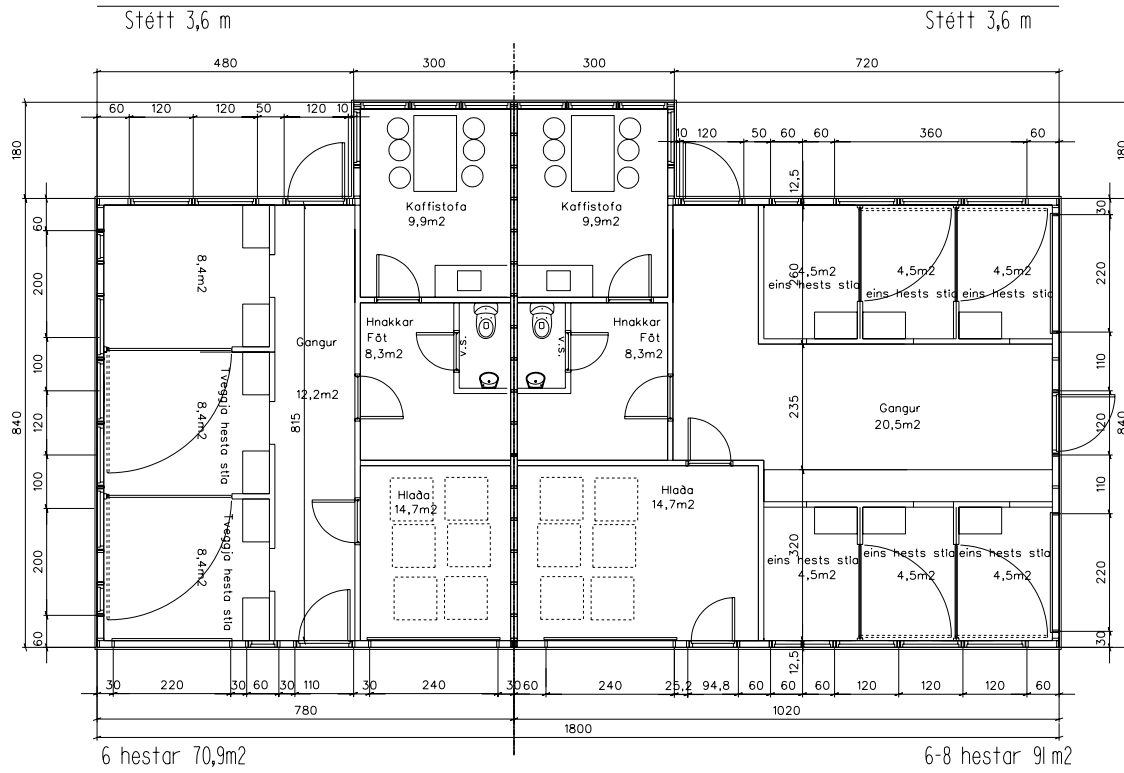 Stétt 3,6 m
Stétt 3,6 m
480
300
300
720
60
120
120
50
120
10
10
120
50
60
60
360
60
180
180
12,5
Kaffistofa
9,9m2
Kaffistofa
9,9m2
60
200
100
120
100
200
60
840
8,4m2
Tveggja hesta stía
8,4m2
Tveggja hesta stía
8,4m2
Gangur
12,2m2
815
Hnakkar
Föt
8,3m2
v.s.
v.s.
Hnakkar
Föt
8,3m2
4,5m2
eins hests stía
260
4,5m2
eins hests stía
4,5m2
eins hests stía
235
Gangur
20,5m2
Hlaða
14,7m2
Hlaða
14,7m2
320
eins hests stía
4,5m2
eins hests stía
4,5m2
eins hests stía
4,5m2
30
220
110
120
110
220
30
840
12,5
30
220
30
60
30
110
30
240
30
60
240
25,2
94,8
60
60
60
120
120
120
60
780
1020
1800
6 hestar 70,9m2
6-8 hestar 91m2